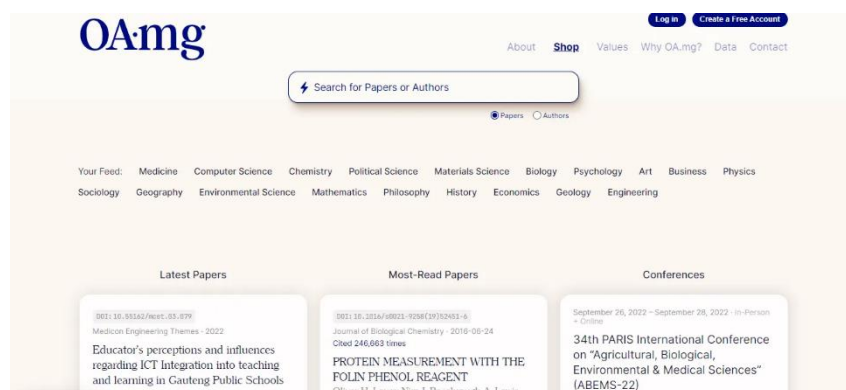 OA.mg
Log in Create a Free Account
About Shop Values Why OA.mg? Data Contact
Search for Papers or Authors
Papers Authors
Your Feed: Medicine Computer Science Chemistry Political Science Materials Science Biology Psychology Art Business Physics
Sociology Geography Environmental Science Mathematics Philosophy History Economics Geology Engineering
Latest Papers
DOI: 10.55162/mcet.03.079
Medicon Engineering Themes - 2022
Educator's perceptions and influences
regarding ICT Integration into teaching
and learning in Gauteng Public Schools
Most-Read Papers
DOI: 10.1016/s0021-9258(19)52451-6
Journal of Biological Chemistry - 2016-06-24
Cited 246,663 times
PROTEIN MEASUREMENT WITH THE
FOLIN PHENOL REAGENT
Conferences
September 26, 2022 - September 28, 2022 - In-Person
+ Online
34th PARIS International Conference
on "Agricultural, Biological,
Environmental & Medical Sciences"
(ABEMS-22)